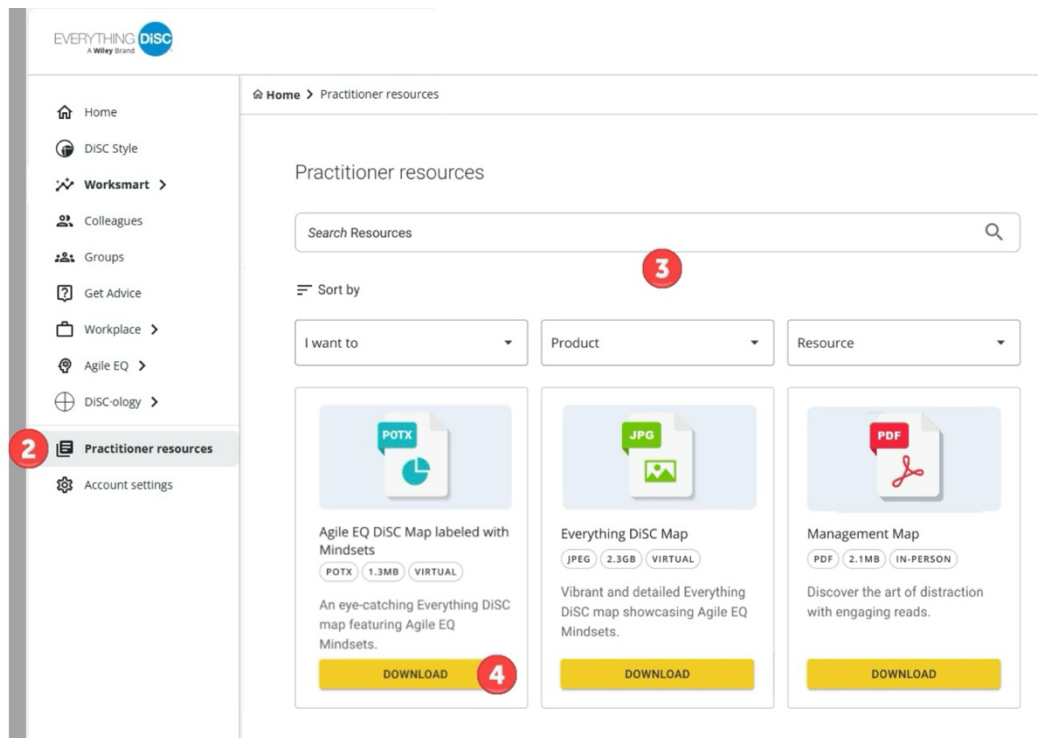 EVERYTHING DiSC
A Wiley Brand
Home
DiSC Style
Worksmart
Colleagues
Groups
Get Advice
Workplace
Agile EQ
DiSC-ology
2 Practitioner resources
Account settings
Home > Practitioner resources
Practitioner resources
Search Resources
3
Sort by
I want to
Product
Resource
POTX
Agile EQ DiSC Map labeled with
Mindsets
POTX 1.3MB VIRTUAL
An eye-catching Everything DiSC
map featuring Agile EQ
Mindsets.
DOWNLOAD 4
JPG
Everything DiSC Map
JPEG 2.3GB VIRTUAL
Vibrant and detailed Everything
DiSC map showcasing Agile EQ
Mindsets.
DOWNLOAD
PDF
Management Map
PDF 2.1MB IN-PERSON
Discover the art of distraction
with engaging reads.
DOWNLOAD